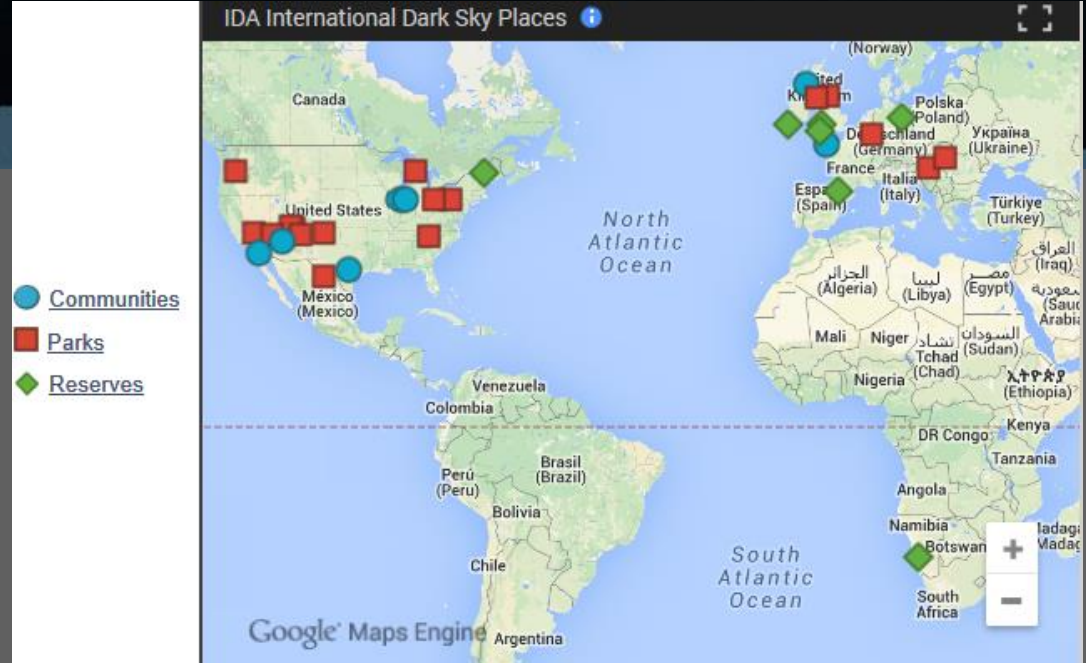 IDA International Dark Sky Places
Communities
Parks
Reserves
(Norway)
Canada
Polska
(Poland)
Україна
(Ukraine)
(Germany)
France
Italia
(Italy)
(Spain)
Türkiye
(Turkey)
United States
North
Atlantic
Ocean
México
(Mexico)
العراق
(Iraq)
الجزائر
(Algeria)
ليبيا
(Libya)
مصر
(Egypt)
Mali
Niger
تشاد
Tchad
(Chad)
السودان
(Sudan)
Nigeria
ኢትዮጵያ
(Ethiopia)
Venezuela
Colombia
DR Congo
Kenya
Tanzania
Perú
(Peru)
Brasil
(Brazil)
Bolivia
Angola
Namibia
Botswan
Chile
South
Atlantic
Ocean
South
Africa
Argentina
Google Maps Engine
+
−